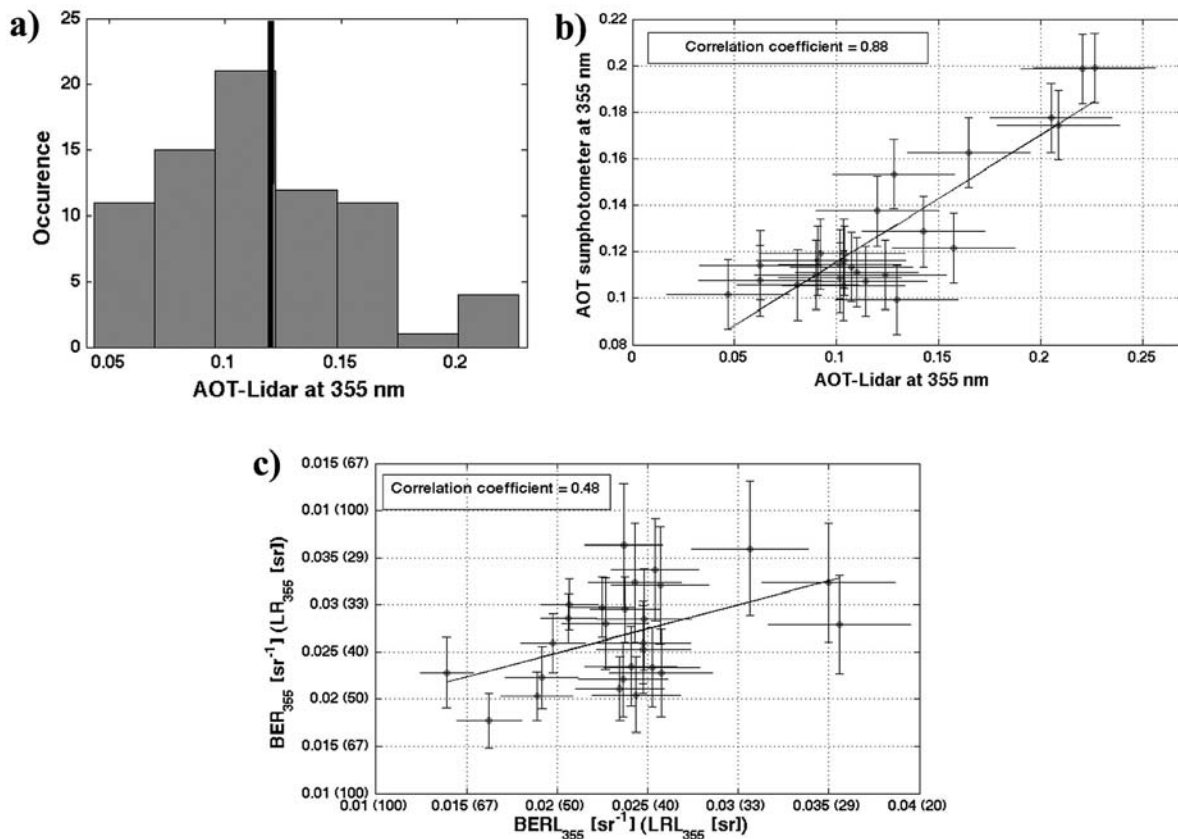 a)
25
20
15
10
5
0
Occurence
0.05 0.1 0.15 0.2
AOT-Lidar at 355 nm
b)
Correlation coefficient = 0.88
0.22
0.2
0.18
0.16
0.14
0.12
0.1
0.08
AOT sunphotometer at 355 nm
0 0.05 0.1 0.15 0.2 0.25
AOT-Lidar at 355 nm
c)
Correlation coefficient = 0.48
0.015 (67)
0.01 (100)
0.035 (29)
0.03 (33)
0.025 (40)
0.02 (50)
0.015 (67)
0.01 (100)
BER355 [sr-1] (LR355 [sr])
0.01 (100) 0.015 (67) 0.02 (50) 0.025 (40) 0.03 (33) 0.035 (29) 0.04 (20)
BERL355 [sr-1] (LRL355 [sr])